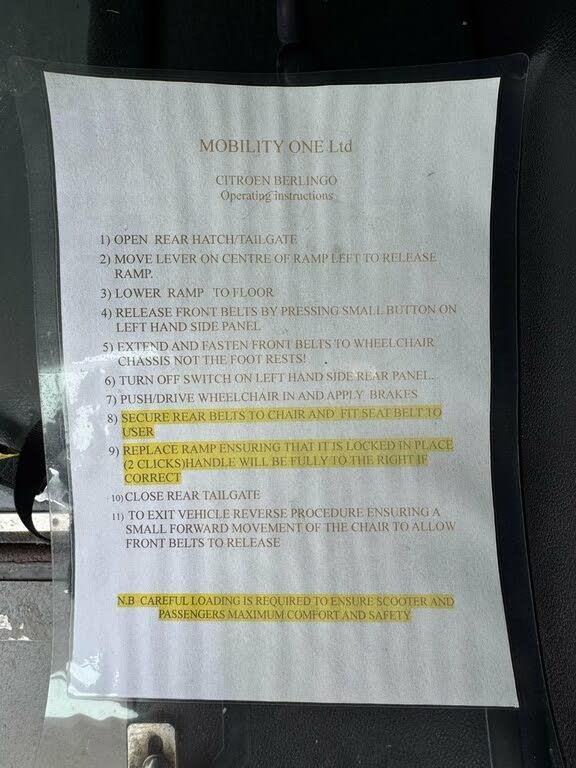 MOBILITY ONE Ltd
CITROEN BERLINGO
Operating instructions
1) OPEN REAR HATCH/TAILGATE
2) MOVE LEVER ON CENTRE OF RAMP LEFT TO RELEASE
RAMP.
3) LOWER RAMP TO FLOOR
4) RELEASE FRONT BELTS BY PRESSING SMALL BUTTON ON
LEFT HAND SIDE PANEL
5) EXTEND AND FASTEN FRONT BELTS TO WHEELCHAIR
CHASSIS NOT THE FOOT RESTS!
6) TURN OFF SWITCH ON LEFT HAND SIDE REAR PANEL.
7) PUSH/DRIVE WHEELCHAIR IN AND APPLY BRAKES
8) SECURE REAR BELTS TO CHAIR AND FIT SEAT BELT TO
USER
9) REPLACE RAMP ENSURING THAT IT IS LOCKED IN PLACE
(2 CLICKS)HANDLE WILL BE FULLY TO THE RIGHT IF
CORRECT
10) CLOSE REAR TAILGATE
11) TO EXIT VEHICLE REVERSE PROCEDURE ENSURING A
SMALL FORWARD MOVEMENT OF THE CHAIR TO ALLOW
FRONT BELTS TO RELEASE
N.B CAREFUL LOADING IS REQUIRED TO ENSURE SCOOTER AND
PASSENGERS MAXIMUM COMFORT AND SAFETY